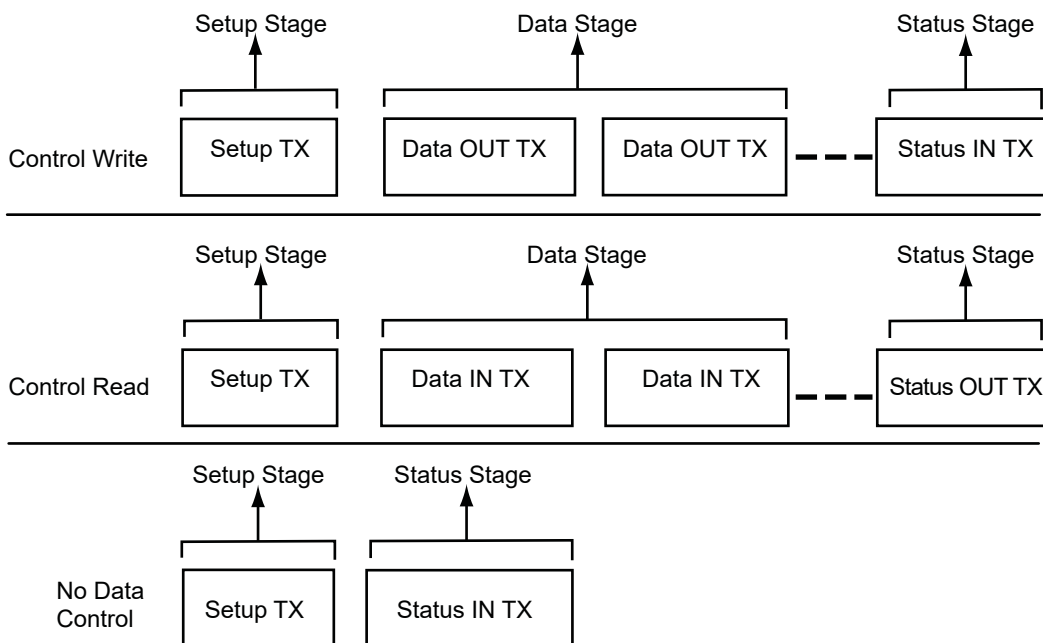 Setup Stage Data Stage Status Stage
Control Write Setup TX Data OUT TX Data OUT TX Status IN TX
Setup Stage Data Stage Status Stage
Control Read Setup TX Data IN TX Data IN TX Status OUT TX
Setup Stage Status Stage
No Data
Control Setup TX Status IN TX